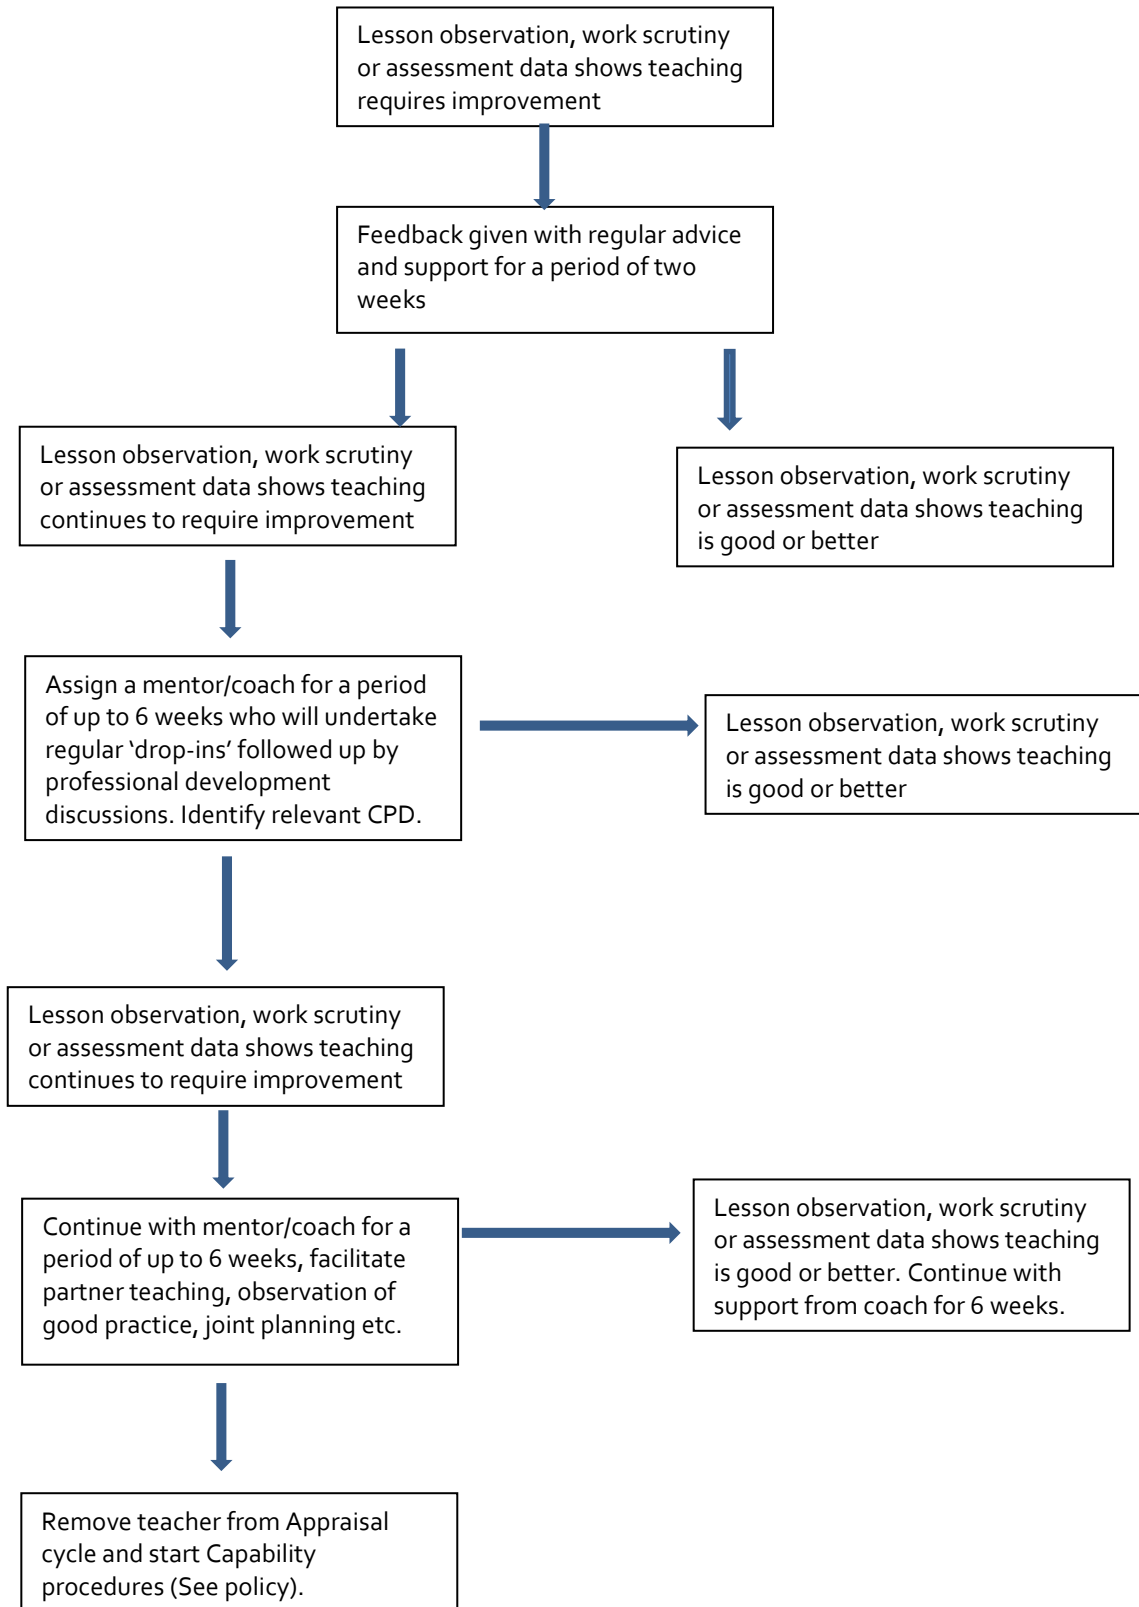 Lesson observation, work scrutiny
or assessment data shows teaching
requires improvement
Feedback given with regular advice
and support for a period of two
weeks
Lesson observation, work scrutiny
or assessment data shows teaching
continues to require improvement
Lesson observation, work scrutiny
or assessment data shows teaching
is good or better
Assign a mentor/coach for a period
of up to 6 weeks who will undertake
regular ‘drop-ins’ followed up by
professional development
discussions. Identify relevant CPD.
Lesson observation, work scrutiny
or assessment data shows teaching
is good or better
Lesson observation, work scrutiny
or assessment data shows teaching
continues to require improvement
Continue with mentor/coach for a
period of up to 6 weeks, facilitate
partner teaching, observation of
good practice, joint planning etc.
Lesson observation, work scrutiny
or assessment data shows teaching
is good or better. Continue with
support from coach for 6 weeks.
Remove teacher from Appraisal
cycle and start Capability
procedures (See policy).